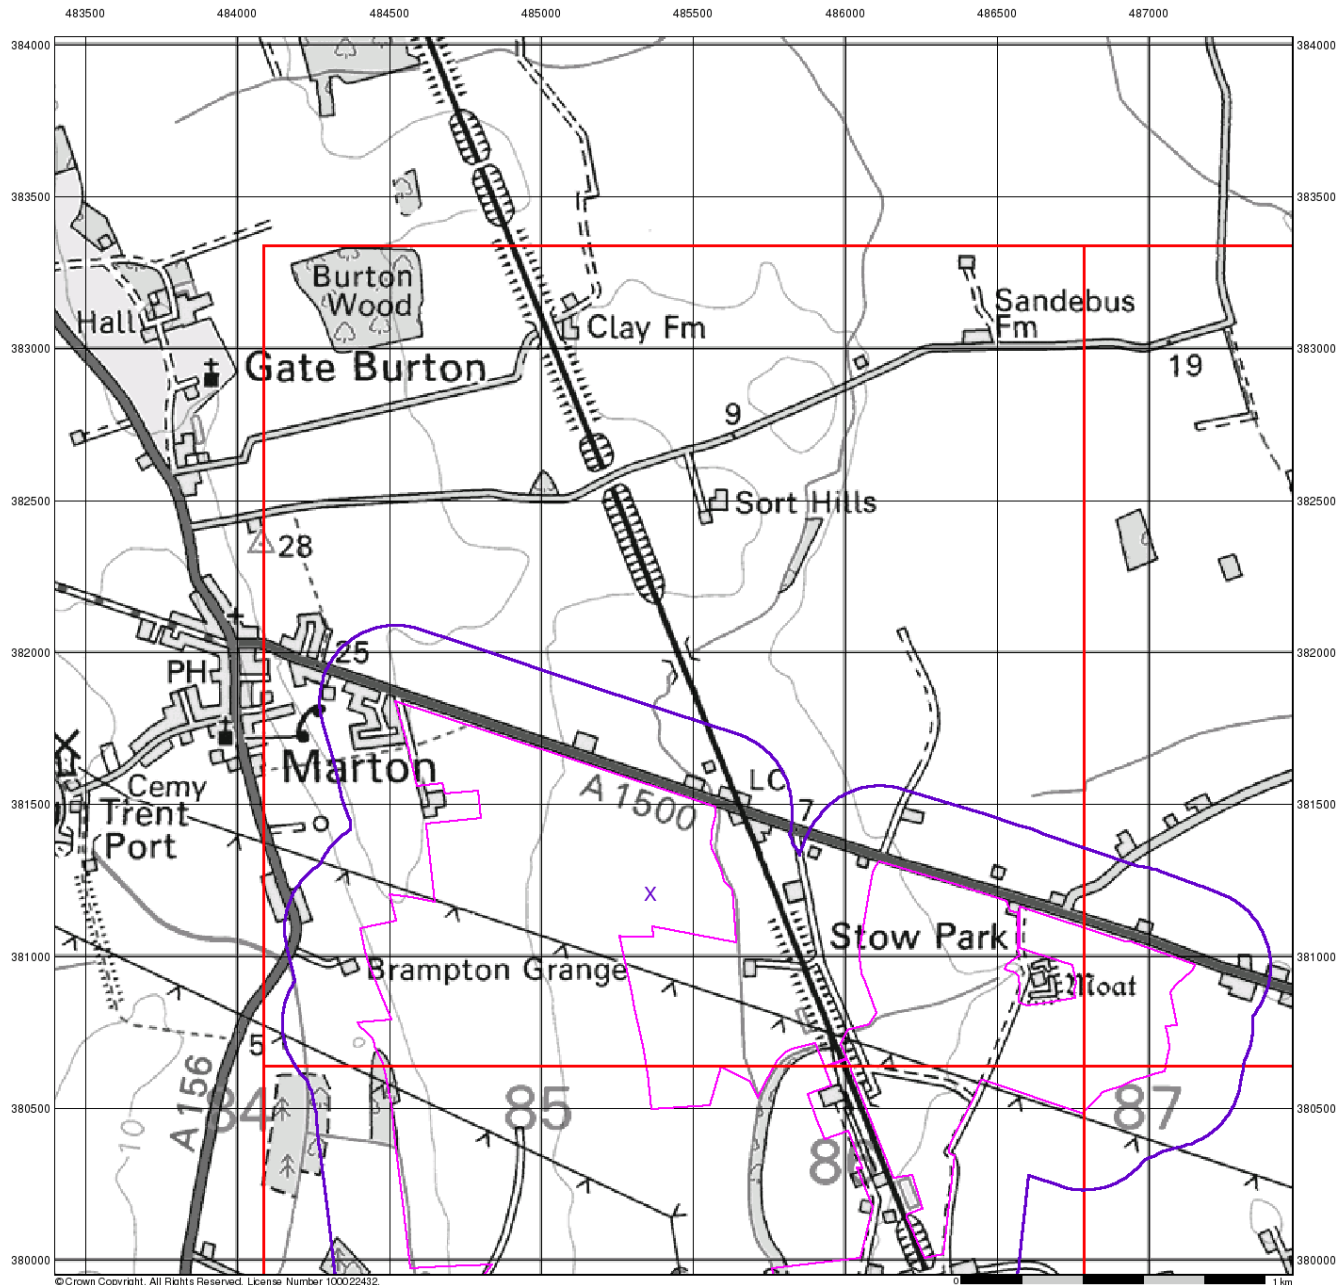 483500 484000 484500 485000 485500 486000 486500 487000
384000 384000
383500 383500
Burton
Wood
Sandebus
Fm
Hall
Clay Fm
383000 383000
Gate Burton
19
9
382500 Sort Hills 382500
28
382000 25 382000
PH
Marton
LC
Cemy
A 1500
7
381500 381500
Trent
Port
X
Stow Park
381000 Brampton Grange Moat 381000
5
A 156
84 85 86 87
380500 380500
10
380000 380000
© Crown Copyright. All Rights Reserved. License Number 100022432.
0 1 km